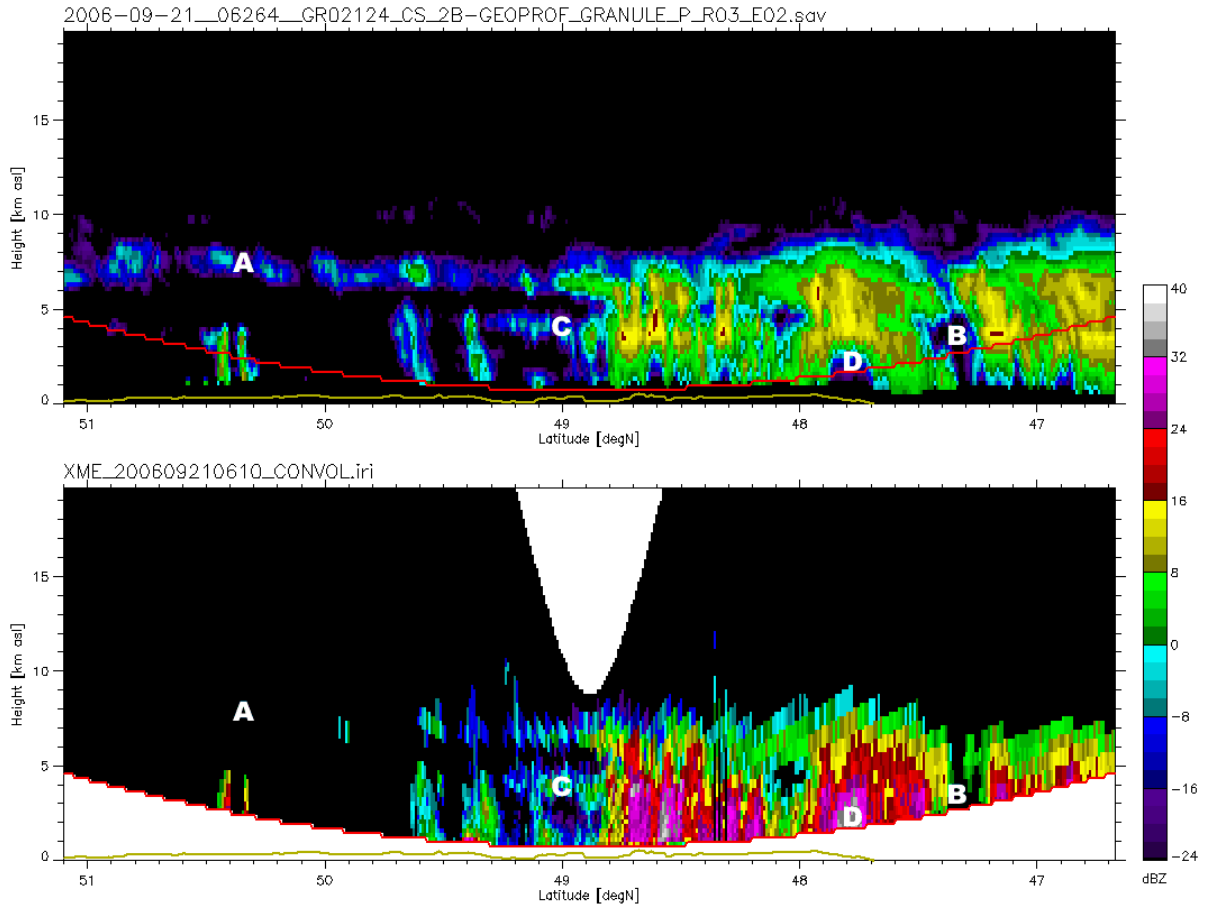 2006-09-21__06264__GR02124_CS_2B-GEOPROF_GRANULE_P_R03_E02.sav
Height [km asl]
15
10
5
0
A
B
C
D
51 50 49 48 47
Latitude [degN]
XME_200609210610_CONVOL.iri
Height [km asl]
15
10
5
0
A
B
C
D
51 50 49 48 47
Latitude [degN]
40
32
24
16
8
0
-8
-16
-24
dBZ